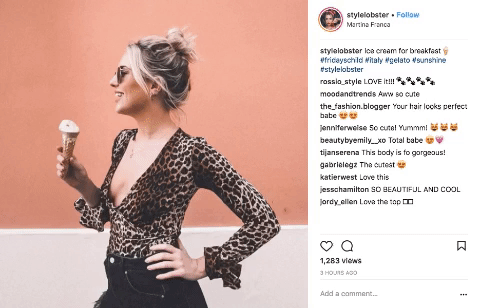 stylelobster • Follow
Martina Franca
stylelobster Ice cream for breakfast🍦
#fridayschild #italy #gelato #sunshine
#stylelobster
rossio_style LOVE it!!! 🐾🐾🐾🐾
moodandtrends Aww so cute
the_fashion.blogger Your hair looks perfect
babe 😍😍
jenniferweise So cute! Yummm! 😻😻😻
beautybyemily__xo Total babe 😍💗
tijanserena This body is fo gorgeous!
gabrielegz The cutest 😻
katierwest Love this
jesschamilton SO BEAUTIFUL AND COOL
jordy_ellen Love the top □□
1,283 views
3 HOURS AGO
Add a comment...